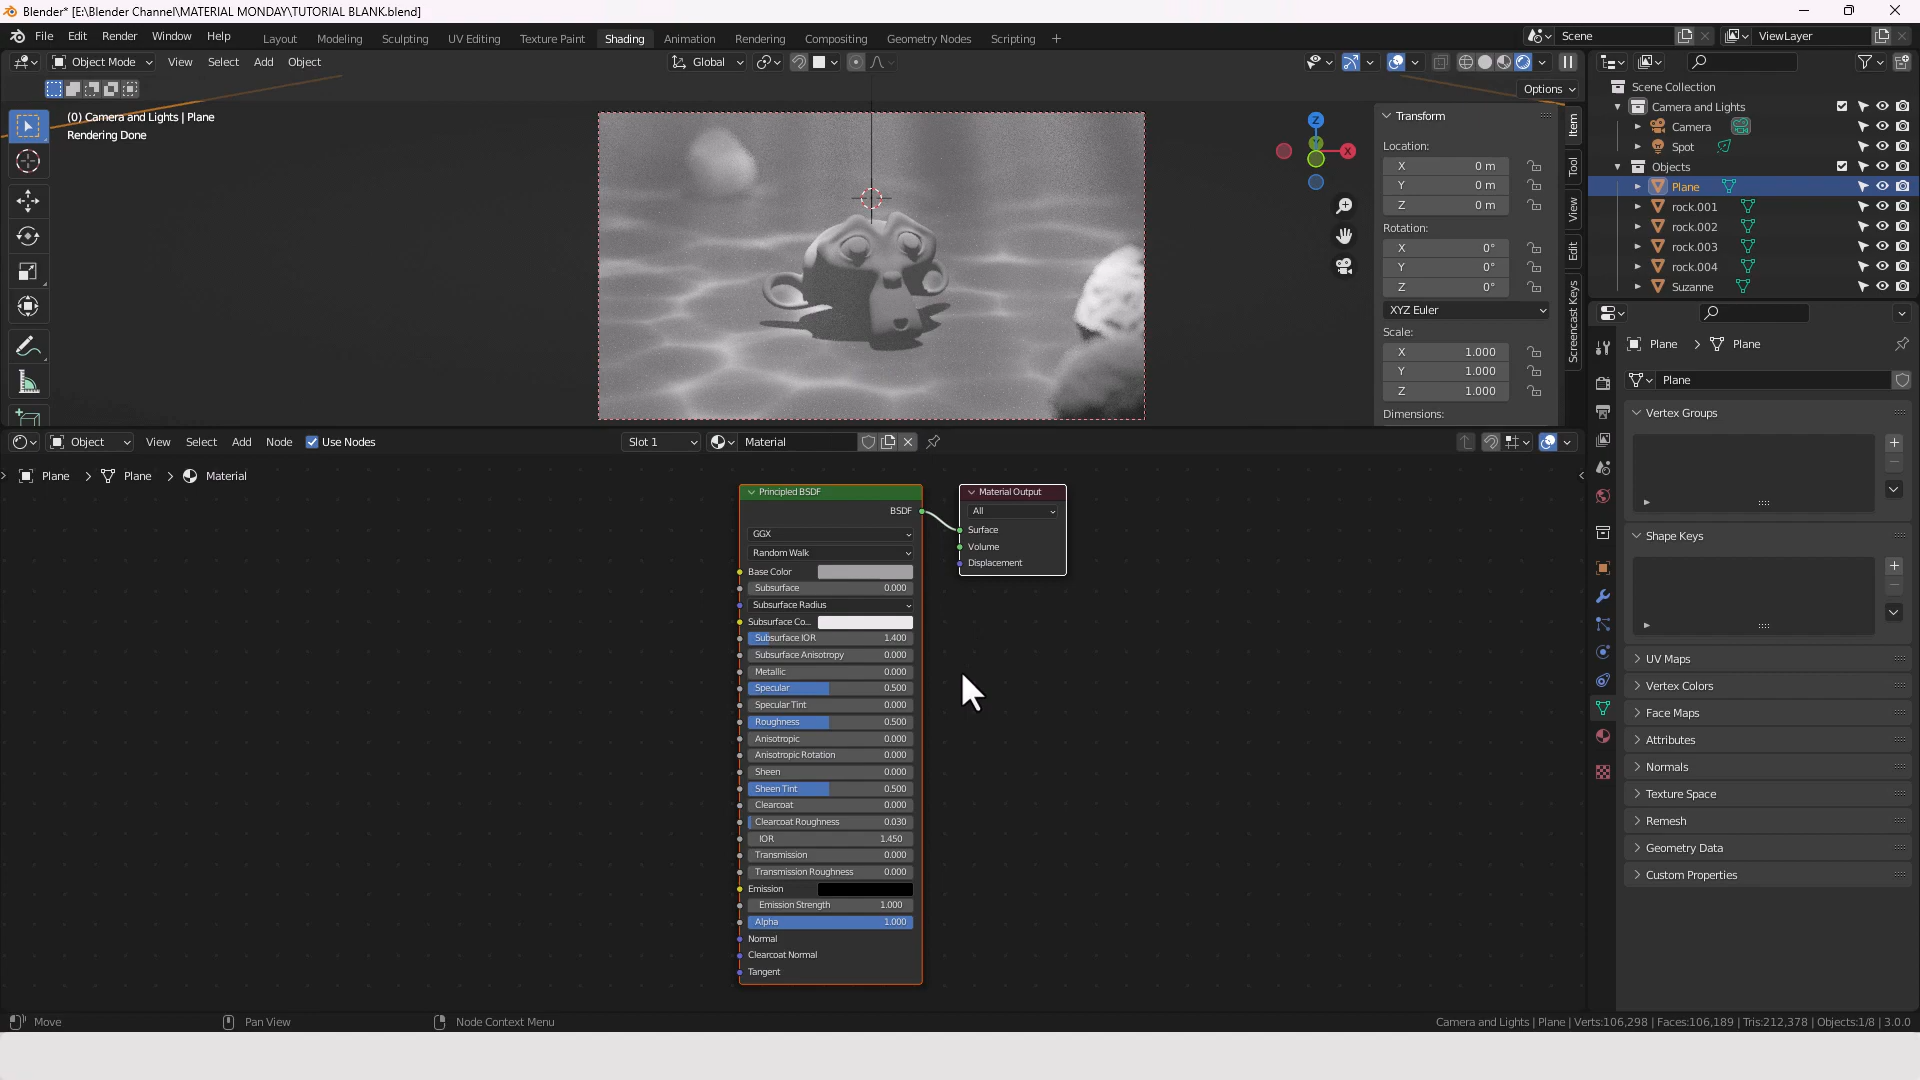 Blender* [E:\Blender Channel\MATERIAL MONDAY\TUTORIAL BLANK.blend]
File Edit Render Window Help Layout Modeling Sculpting UV Editing Texture Paint Shading Animation Rendering Compositing Geometry Nodes Scripting + Scene ViewLayer
Object Mode View Select Add Object Global
Options
(0) Camera and Lights | Plane
Rendering Done
Z
X
Item
Tool
View
Edit
Screencast Keys
Transform
Location:
X 0 m
Y 0 m
Z 0 m
Rotation:
X 0°
Y 0°
Z 0°
XYZ Euler
Scale:
X 1.000
Y 1.000
Z 1.000
Dimensions:
Scene Collection
Camera and Lights
Camera
Spot
Objects
Plane
rock.001
rock.002
rock.003
rock.004
Suzanne
Plane > Plane
Plane
Vertex Groups
Shape Keys
UV Maps
Vertex Colors
Face Maps
Attributes
Normals
Texture Space
Remesh
Geometry Data
Custom Properties
Object View Select Add Node Use Nodes Slot 1 Material
Plane > Plane > Material
Principled BSDF
BSDF
GGX
Random Walk
Base Color
Subsurface 0.000
Subsurface Radius
Subsurface Co...
Subsurface IOR 1.400
Subsurface Anisotropy 0.000
Metallic 0.000
Specular 0.500
Specular Tint 0.000
Roughness 0.500
Anisotropic 0.000
Anisotropic Rotation 0.000
Sheen 0.000
Sheen Tint 0.500
Clearcoat 0.000
Clearcoat Roughness 0.030
IOR 1.450
Transmission 0.000
Transmission Roughness 0.000
Emission
Emission Strength 1.000
Alpha 1.000
Normal
Clearcoat Normal
Tangent
Material Output
All
Surface
Volume
Displacement
Move Pan View Node Context Menu Camera and Lights | Plane | Verts:106,298 | Faces:106,189 | Tris:212,378 | Objects:1/8 | 3.0.0